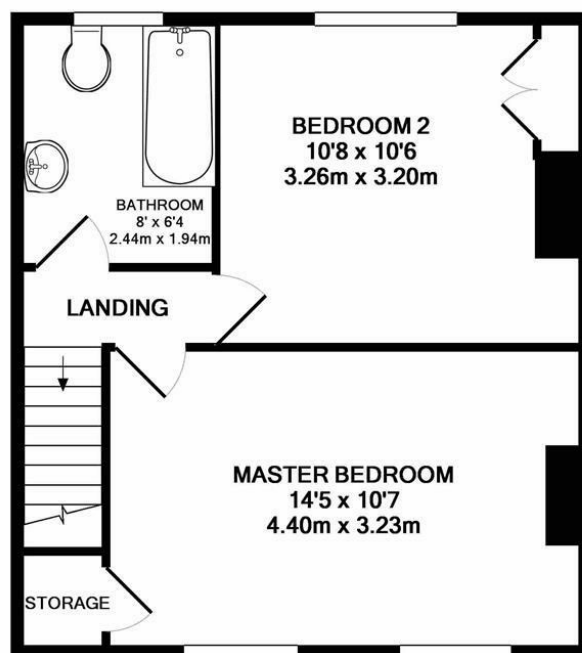 BEDROOM 2
10'8 x 10'6
3.26m x 3.20m
BATHROOM
8' x 6'4
2.44m x 1.94m
LANDING
MASTER BEDROOM
14'5 x 10'7
4.40m x 3.23m
STORAGE